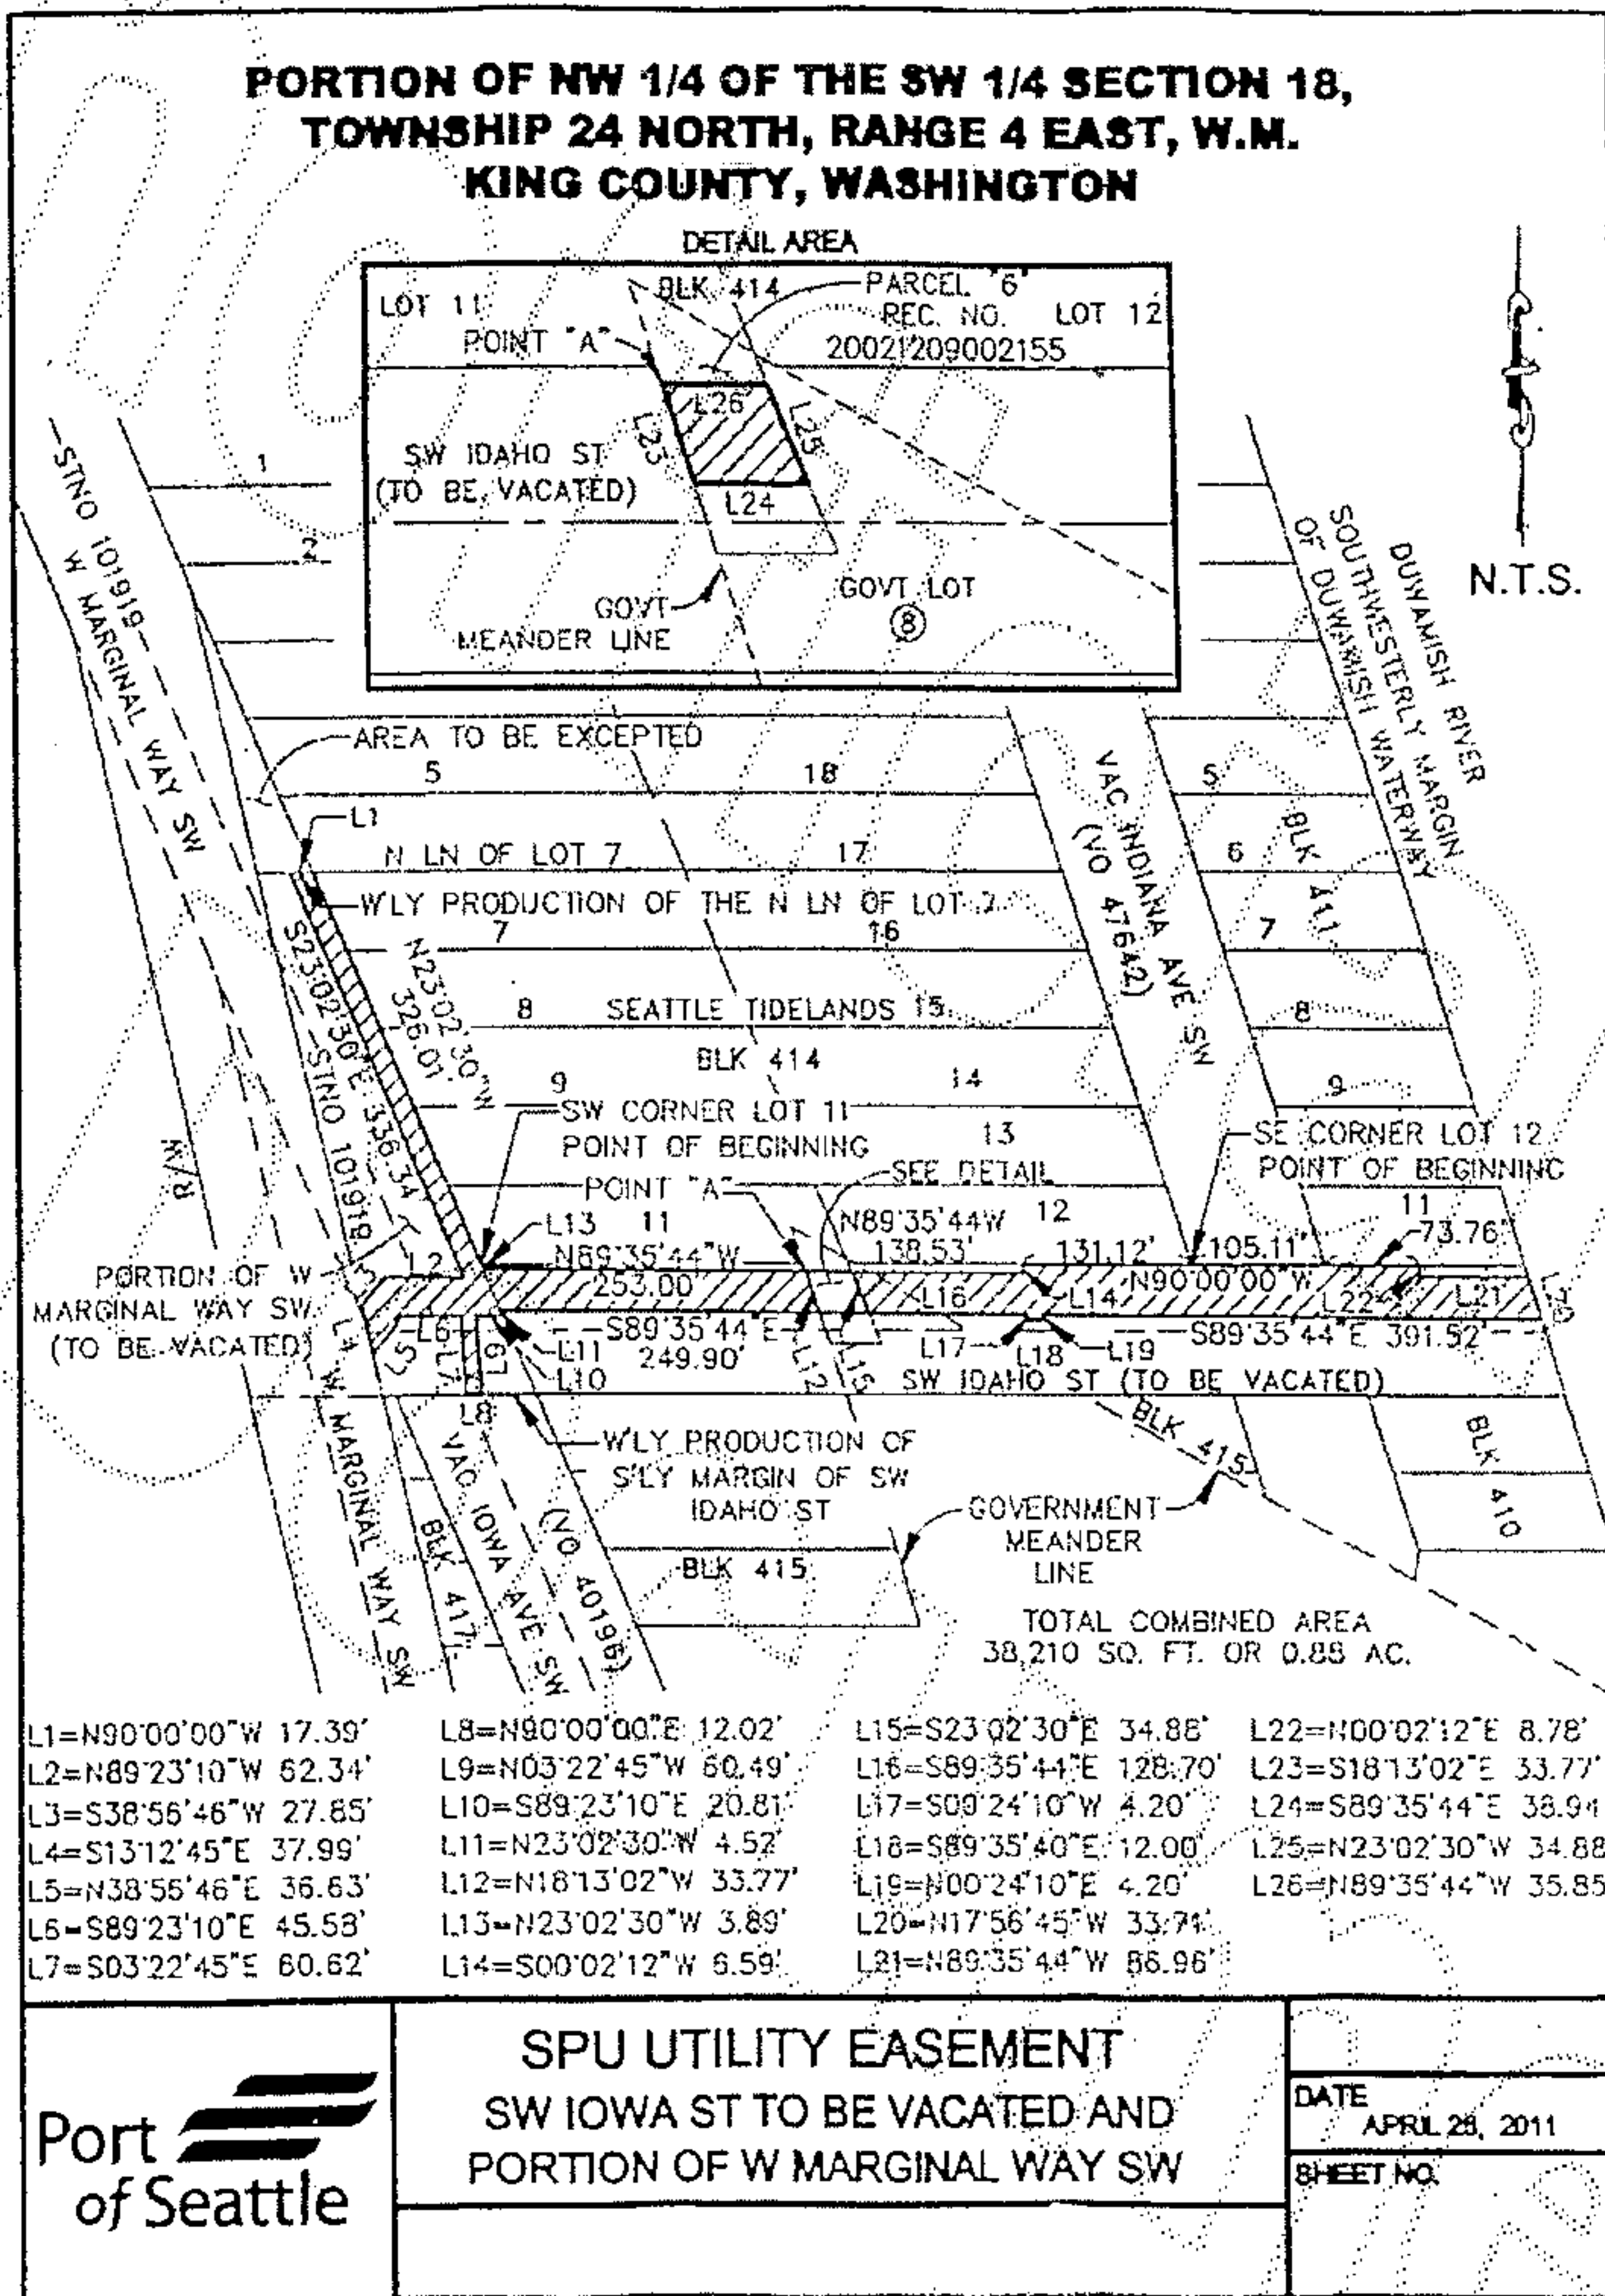 PORTION OF NW 1/4 OF THE SW 1/4 SECTION 18,
TOWNSHIP 24 NORTH, RANGE 4 EAST, W.M.
KING COUNTY, WASHINGTON
DETAIL AREA
LOT 11
BLK 414
PARCEL "6"
REC. NO.
20021209002155
LOT 12
POINT "A"
L26
L23
L25
L24
SW IDAHO ST
(TO BE VACATED)
GOVT
MEANDER LINE
GOVT LOT
8
N.T.S.
STNO 101919
W MARGINAL WAY SW
1
2
DUWAMISH RIVER
SOUTHWESTERLY MARGIN
OF DUWAMISH WATERWAY
AREA TO BE EXCEPTED
5
18
VAC INDIANA AVE SW
(VO 47642)
5
BLK 411
L1
N LN OF LOT 7
17
6
W'LY PRODUCTION OF THE N LN OF LOT 7
7
16
7
S23°02'30"E 336.34'
N23°02'30"W
326.01'
8
SEATTLE TIDELANDS
15
8
BLK 414
9
14
9
STNO 101919
R/W
SW CORNER LOT 11
POINT OF BEGINNING
13
SE CORNER LOT 12
POINT OF BEGINNING
POINT "A"
SEE DETAIL
L13
11
N89°35'44W
138.53'
12
131.12'
105.11'
11
73.76'
N89°35'44"W
253.00'
N90°00'00"W
L2
L3
L16
L14
L22
L21
L20
PORTION OF W
MARGINAL WAY SW
(TO BE VACATED)
L4
L5
L6
L7
L9
L11
L10
L8
S89°35'44"E
249.90'
L12
L15
L17
L18
L19
S89°35'44"E 391.52'
SW IDAHO ST (TO BE VACATED)
W MARGINAL WAY SW
BLK 417
VAC IOWA AVE SW
(VO 40196)
W'LY PRODUCTION OF
S'LY MARGIN OF SW
IDAHO ST
BLK 415
GOVERNMENT
MEANDER
LINE
BLK 415
BLK 410
TOTAL COMBINED AREA
38,210 SQ. FT. OR 0.88 AC.
L1=N90°00'00"W 17.39'
L2=N89°23'10"W 62.34'
L3=S38°56'46"W 27.85'
L4=S13°12'45"E 37.99'
L5=N38°56'46"E 36.63'
L6=S89°23'10"E 45.58'
L7=S03°22'45"E 60.62'
L8=N90°00'00"E 12.02'
L9=N03°22'45"W 60.49'
L10=S89°23'10"E 20.81'
L11=N23°02'30"W 4.52'
L12=N18°13'02"W 33.77'
L13=N23°02'30"W 3.89'
L14=S00°02'12"W 6.59'
L15=S23°02'30"E 34.88'
L16=S89°35'44"E 128.70'
L17=S00°24'10"W 4.20'
L18=S89°35'40"E 12.00'
L19=N00°24'10"E 4.20'
L20=N17°56'45"W 33.71'
L21=N89°35'44"W 86.96'
L22=N00°02'12"E 8.78'
L23=S18°13'02"E 33.77'
L24=S89°35'44"E 38.94
L25=N23°02'30"W 34.88
L26=N89°35'44"W 35.85
Port
of Seattle
SPU UTILITY EASEMENT
SW IOWA ST TO BE VACATED AND
PORTION OF W MARGINAL WAY SW
DATE
APRIL 28, 2011
SHEET NO.